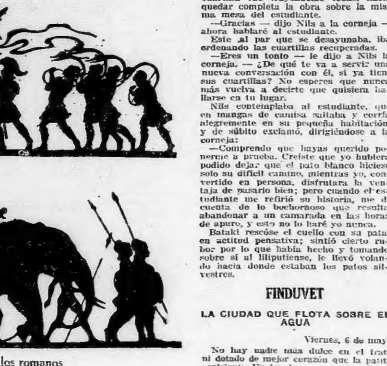 quedar completa la obra sobre la mis-
ma mesa del estudiante.
—Gracias — dijo Nils a la corneja —
ahora hablaré al estudiante.
Este al par que se desayunaba, iba
ordenando las cuartillas recuperadas.
—Eres un tonto — le dijo a Nils la
corneja. — ¿De qué te va a servir una
nueva conversación con él, si ya tiene
sus cuartillas? No esperes que nunca
más vuelva a decirte que quisiera ha-
llarse en tu lugar.
Nils contemplaba al estudiante, que
en mangas de camisa saltaba y corría
alegremente en su pequeña habitación
y de súbito exclamó, dirigiéndose a la
corneja:
—Comprendo que hayas querido po-
nerme a prueba. Creíste que yo hubiera
podido dejar que el pato blanco hiciese
solo su difícil camino, mientras yo, con-
vertido en persona, disfrutara la ven-
taja de pasarlo bien; pero cuando el es-
tudiante me refirió su historia, me di
cuenta de lo bochornoso que resulta
abandonar a un camarada en las horas
de apuro, y esto no lo haré yo nunca.
Bataki rescóse el cuello con su pata
en actitud pensativa; sintió cierto ru-
bor por lo que había hecho y tomando
sobre sí al liliputiense, le llevó volan-
do hacia donde estaban los patos sil-
vestres.
FINDUVET
LA CIUDAD QUE FLOTA SOBRE EL
AGUA
Viernes, 6 de mayo
No hay nadie más dulce en el trato
ni dotado de mejor corazón que la patita
los romanos